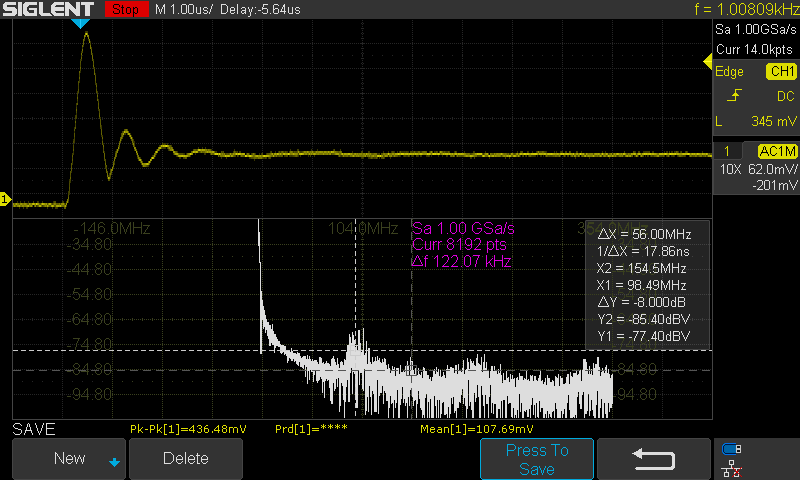 SIGLENT Stop M 1.00us/ Delay:-5.64us f = 1.00809kHz
Sa 1.00GSa/s
Curr 14.0kpts
Edge CH1
DC
L 345 mV
1 AC1M
10X 62.0mV/
-201mV
1
-146.0MHz 104.0MHz 354.0MHz
Sa 1.00 GSa/s
Curr 8192 pts
Δf 122.07 kHz
-34.80
-44.80
-54.80
-64.80
-74.80
-84.80
-94.80
ΔX = 56.00MHz
1/ΔX = 17.86ns
X2 = 154.5MHz
X1 = 98.49MHz
ΔY = -8.000dB
Y2 = -85.40dBV
Y1 = -77.40dBV
-84.80
-94.80
SAVE Pk-Pk[1]=436.48mV Prd[1]=**** Mean[1]=107.69mV
New Delete Press To
Save